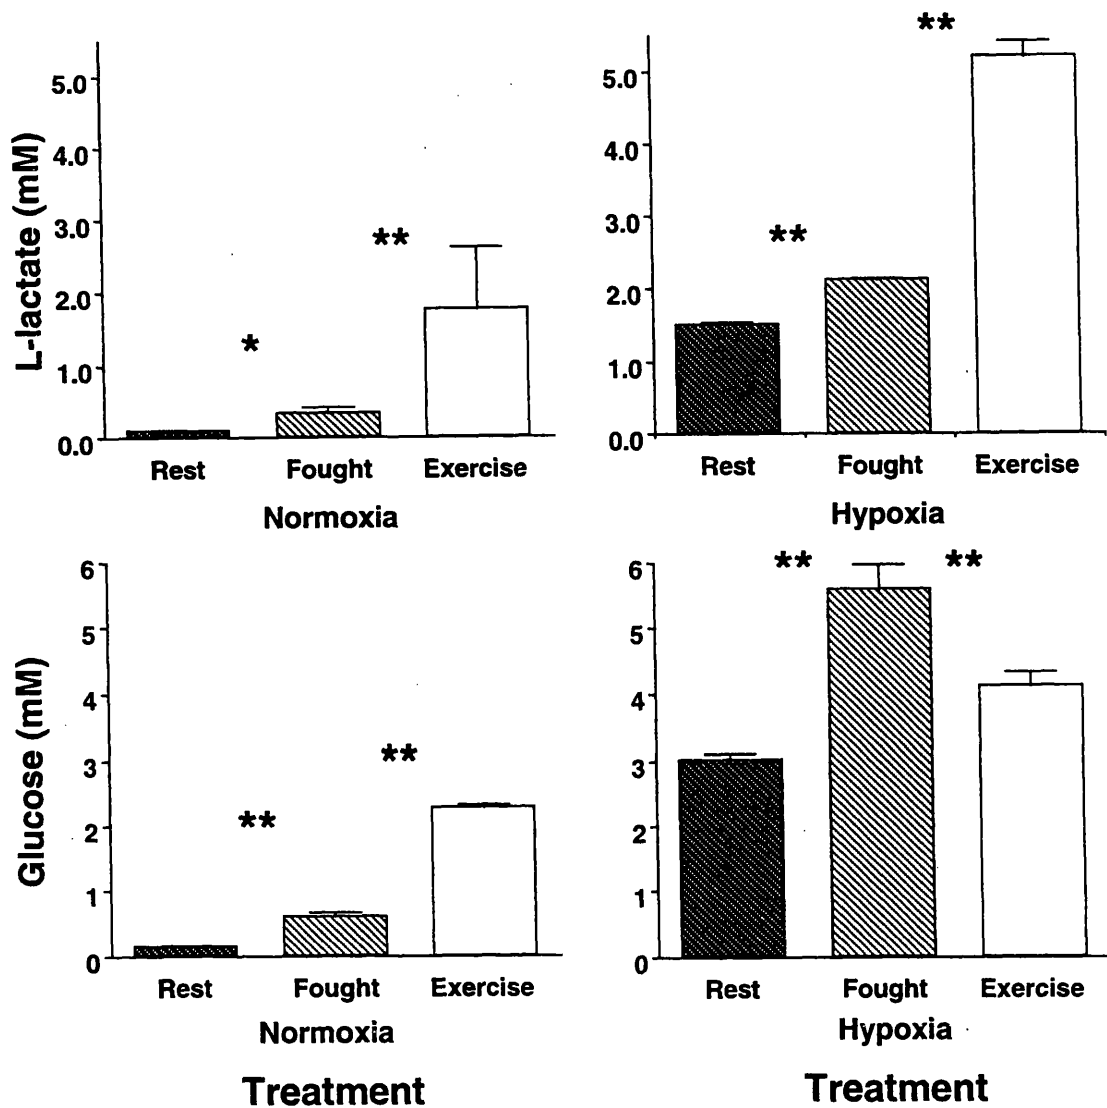 L-lactate (mM)
5.0
4.0
3.0
2.0
1.0
0.0
*
**
Rest Fought Exercise
Normoxia
5.0
4.0
3.0
2.0
1.0
0.0
**
**
Rest Fought Exercise
Hypoxia
Glucose (mM)
6
5
4
3
2
1
0
**
**
Rest Fought Exercise
Normoxia
Treatment
6
5
4
3
2
1
0
** **
Rest Fought Exercise
Hypoxia
Treatment